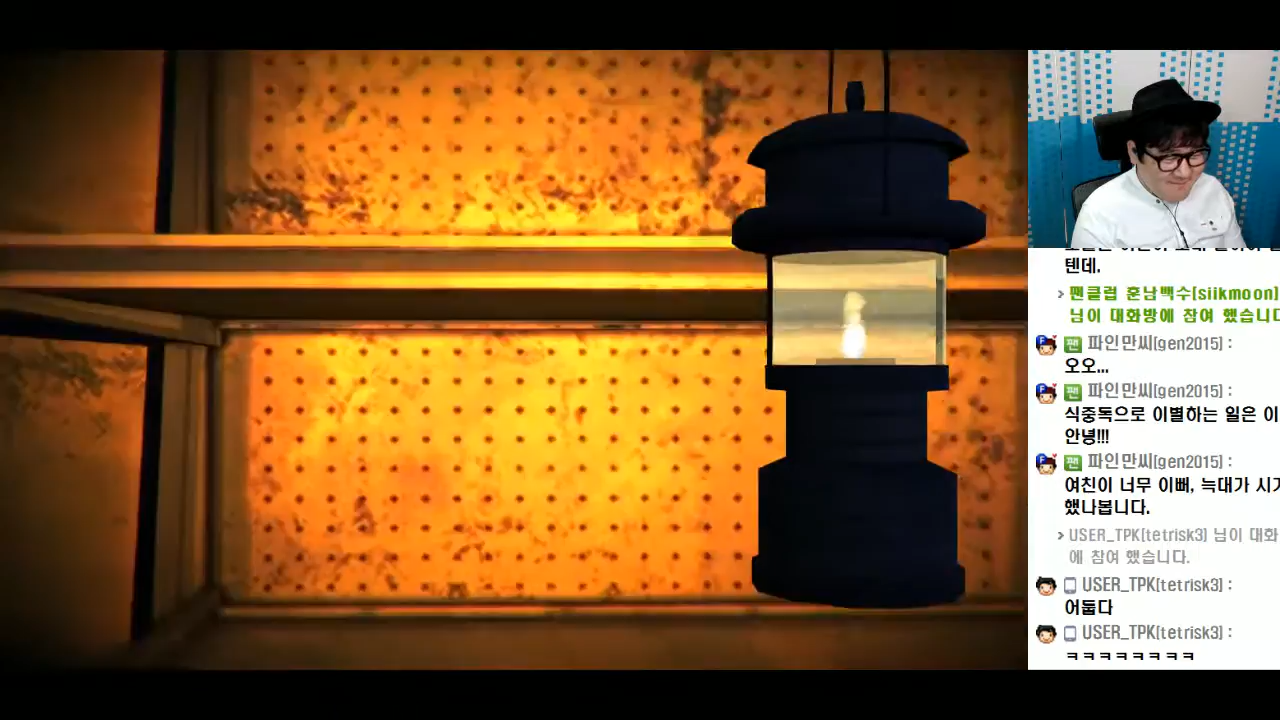 텐데.
팬클럽 훈남백수[siikmoon]
님이 대화방에 참여 했습니다
팬 파인만씨[gen2015] :
오오...
팬 파인만씨[gen2015] :
식중독으로 이별하는 일은 이
안녕!!!
팬 파인만씨[gen2015] :
여친이 너무 이뻐, 늑대가 시기
했나봅니다.
USER_TPK[tetrisk3] 님이 대화
에 참여 했습니다.
USER_TPK[tetrisk3] :
어둡다
USER_TPK[tetrisk3] :
ㅋㅋㅋㅋㅋㅋㅋㅋ